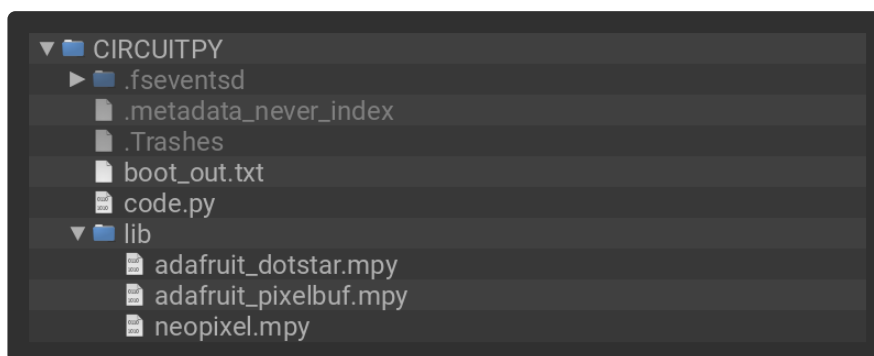 CIRCUITPY
.fseventsd
.metadata_never_index
.Trashes
boot_out.txt
code.py
lib
adafruit_dotstar.mpy
adafruit_pixelbuf.mpy
neopixel.mpy